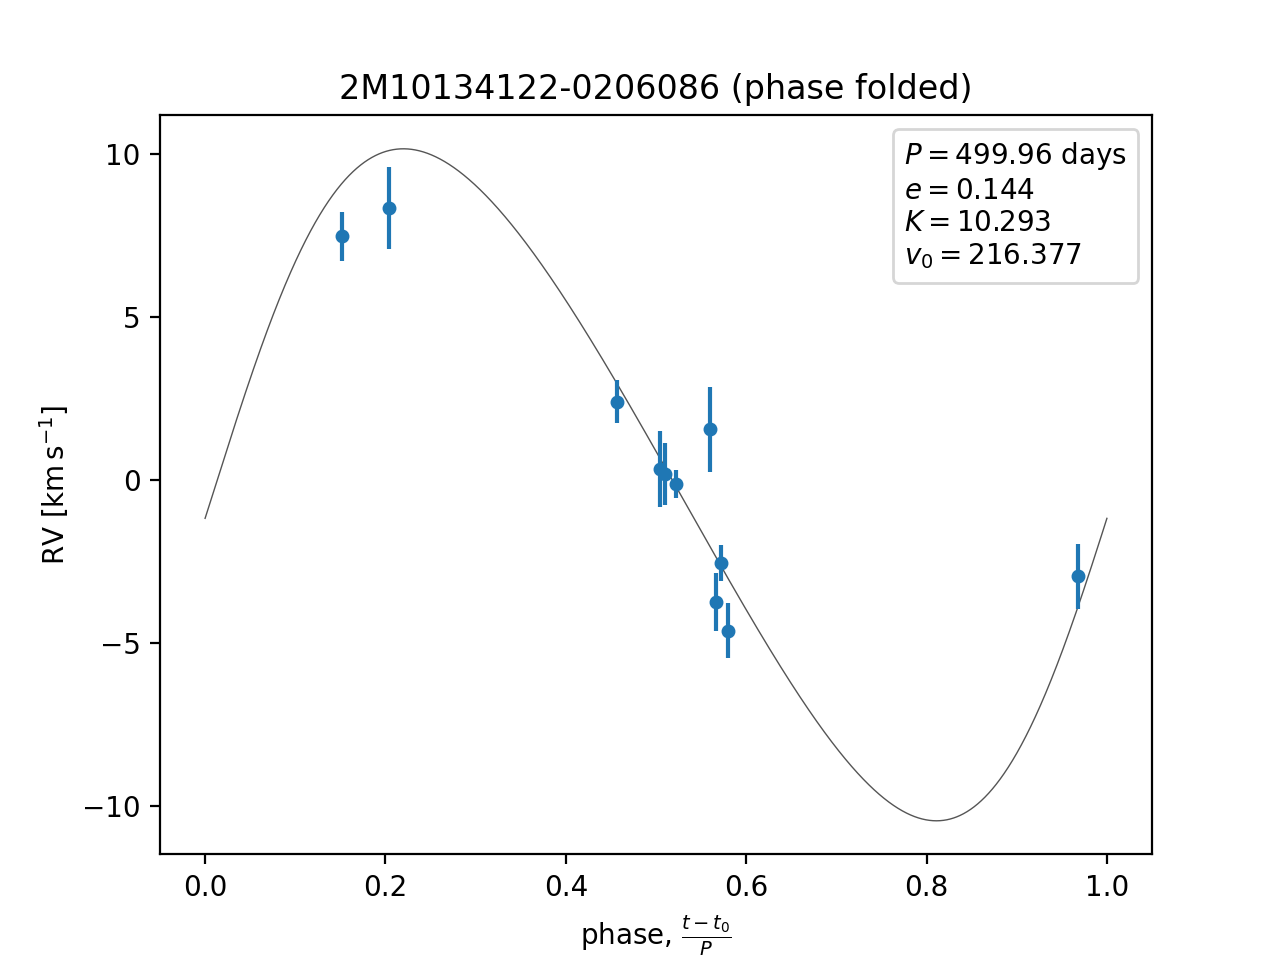 2M10134122-0206086 (phase folded)
P = 499.96 days
e = 0.144
K = 10.293
v₀ = 216.377
10
5
0
−5
−10
RV [km s⁻¹]
0.0 0.2 0.4 0.6 0.8 1.0
phase, (t − t₀)/P